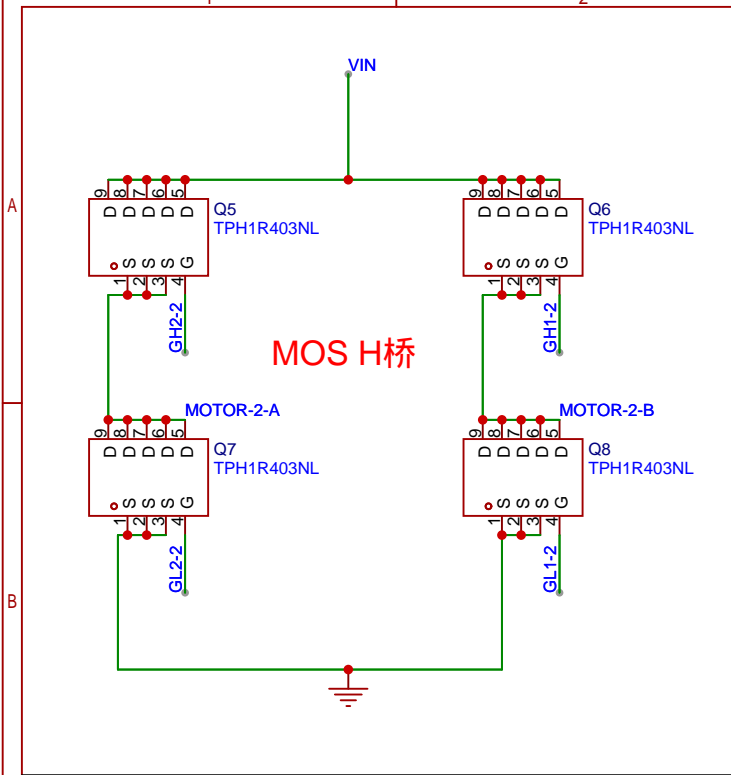 VIN
A
9 8 7 6 5
D D D D D
Q5
TPH1R403NL
S S S G
1 2 3 4
GH2-2
9 8 7 6 5
D D D D D
Q6
TPH1R403NL
S S S G
1 2 3 4
GH1-2
MOS H桥
MOTOR-2-A
9 8 7 6 5
D D D D D
Q7
TPH1R403NL
S S S G
1 2 3 4
GL2-2
MOTOR-2-B
9 8 7 6 5
D D D D D
Q8
TPH1R403NL
S S S G
1 2 3 4
GL1-2
B